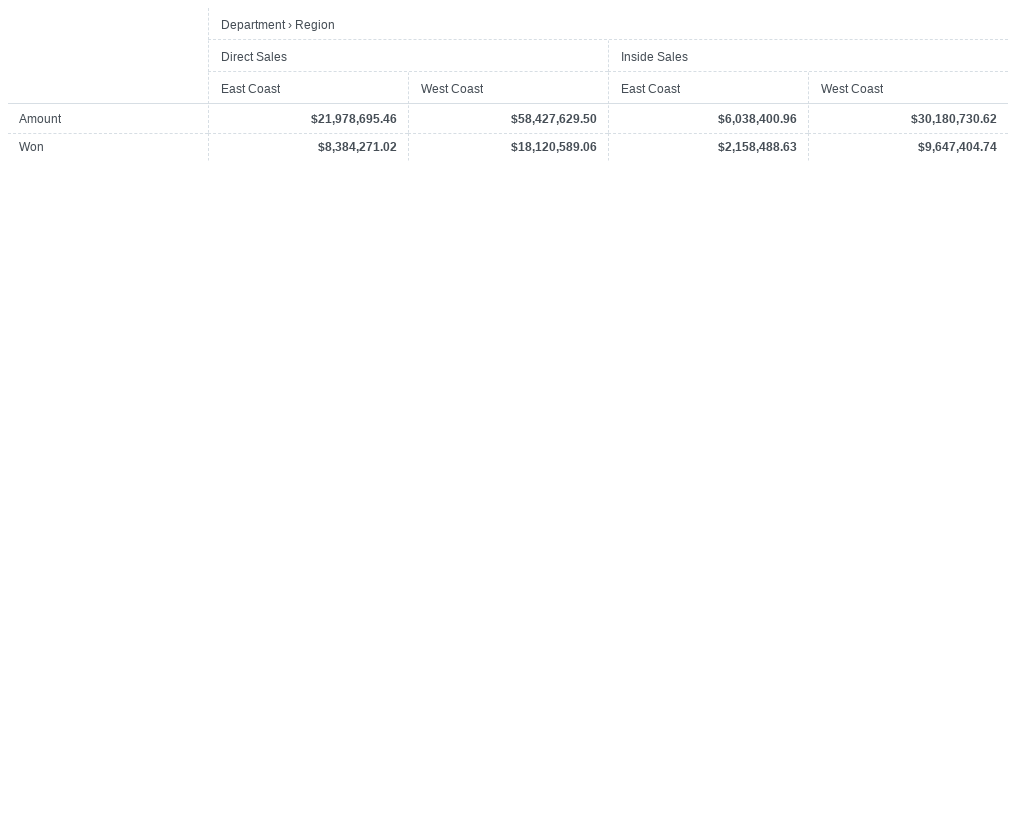 Department › Region
Direct Sales Inside Sales
East Coast West Coast East Coast West Coast
Amount $21,978,695.46 $58,427,629.50 $6,038,400.96 $30,180,730.62
Won $8,384,271.02 $18,120,589.06 $2,158,488.63 $9,647,404.74